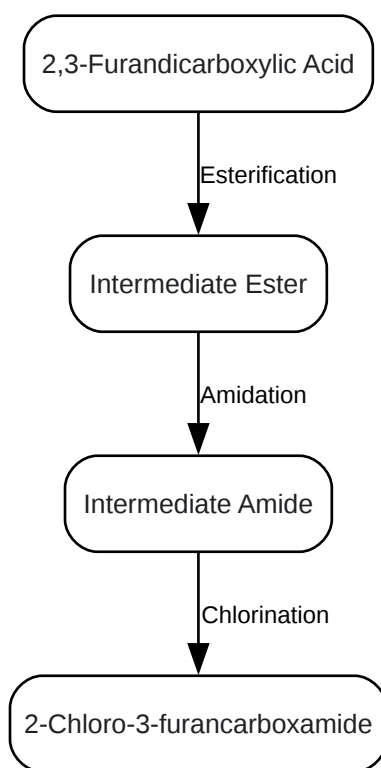 2,3-Furandicarboxylic Acid
Esterification
Intermediate Ester
Amidation
Intermediate Amide
Chlorination
2-Chloro-3-furancarboxamide